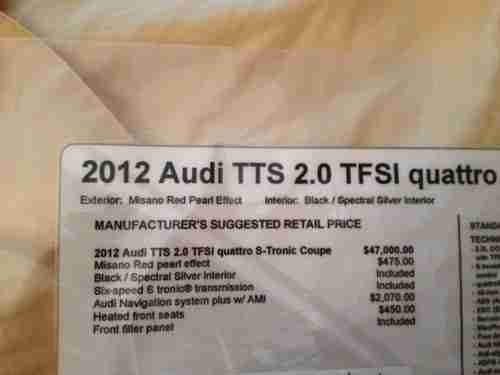 2012 Audi TTS 2.0 TFSI quattro
Exterior: Misano Red Pearl Effect Interior: Black / Spectral Silver Interior
MANUFACTURER'S SUGGESTED RETAIL PRICE
2012 Audi TTS 2.0 TFSI quattro S-Tronic Coupe $47,000.00
Misano Red pearl effect $475.00
Black / Spectral Silver Interior Included
Six-speed S tronic® transmission Included
Audi Navigation system plus w/ AMI $2,070.00
Heated front seats $450.00
Front filler panel Included